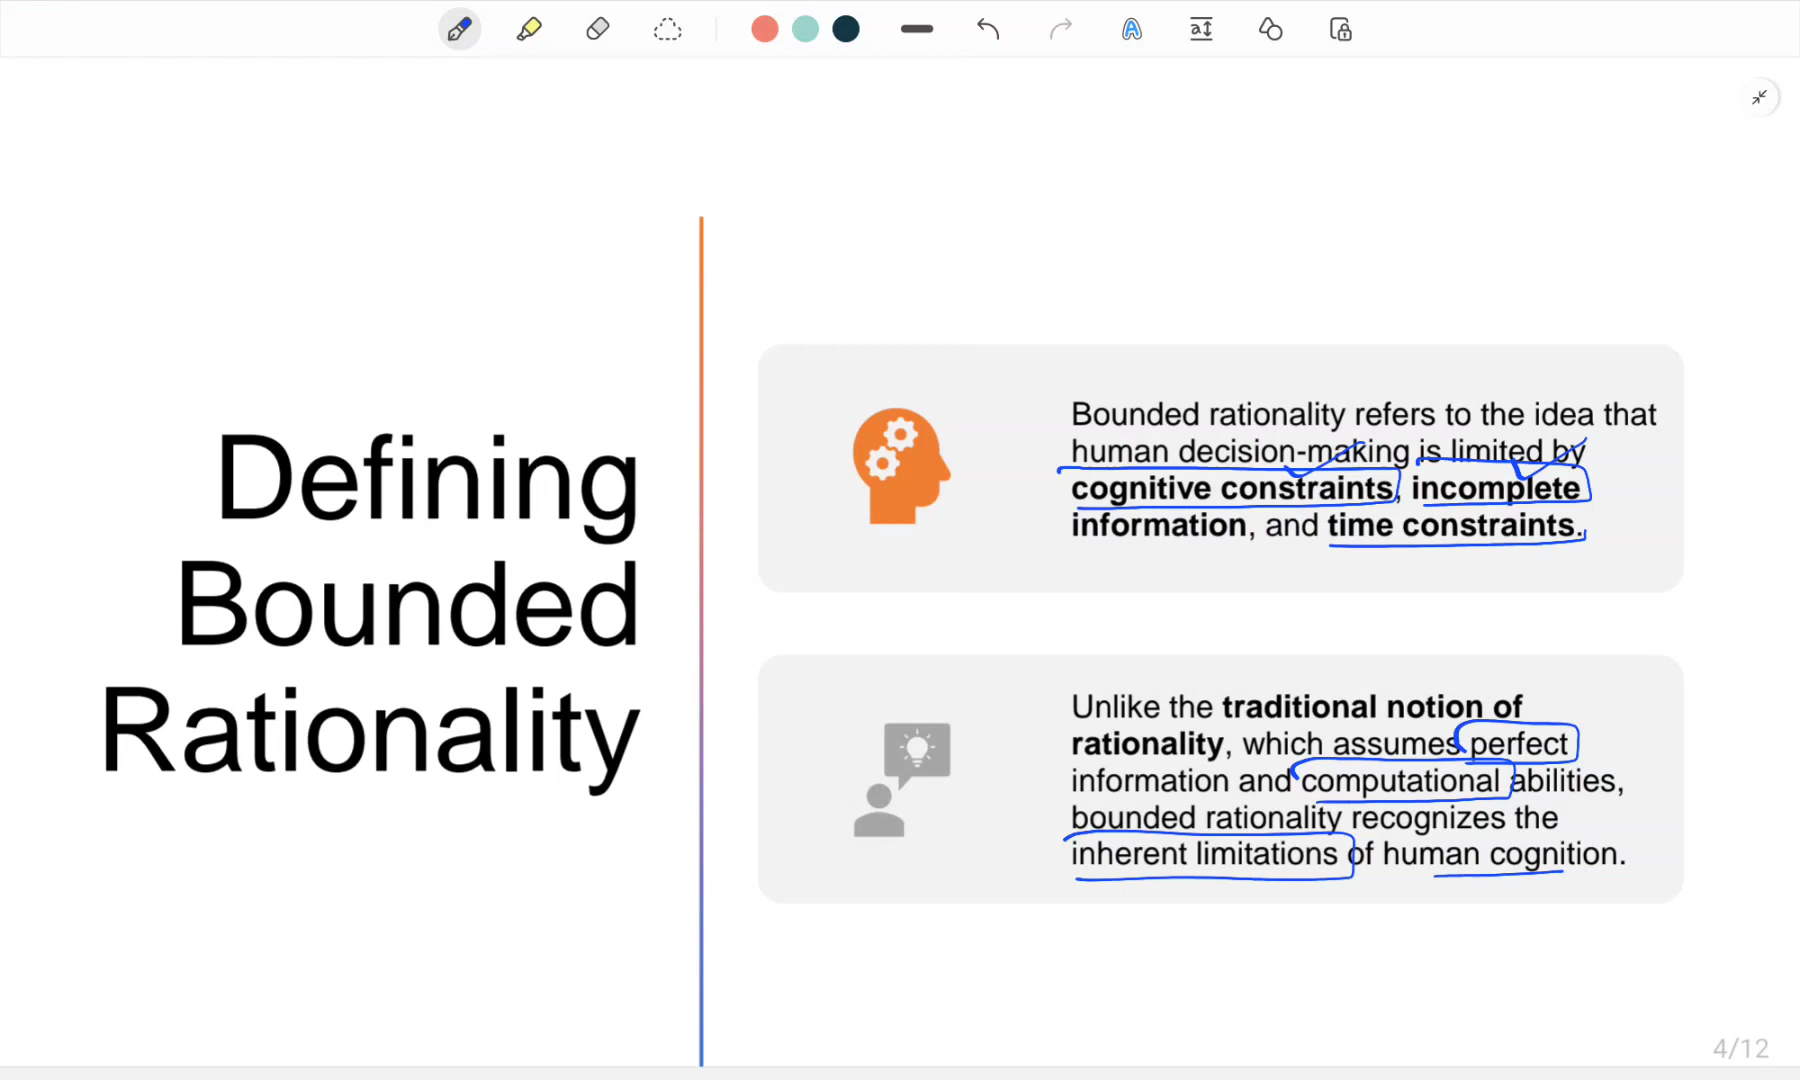 Defining
Bounded
Rationality
Bounded rationality refers to the idea that
human decision-making is limited by
cognitive constraints, incomplete
information, and time constraints.
Unlike the traditional notion of
rationality, which assumes perfect
information and computational abilities,
bounded rationality recognizes the
inherent limitations of human cognition.
4/12